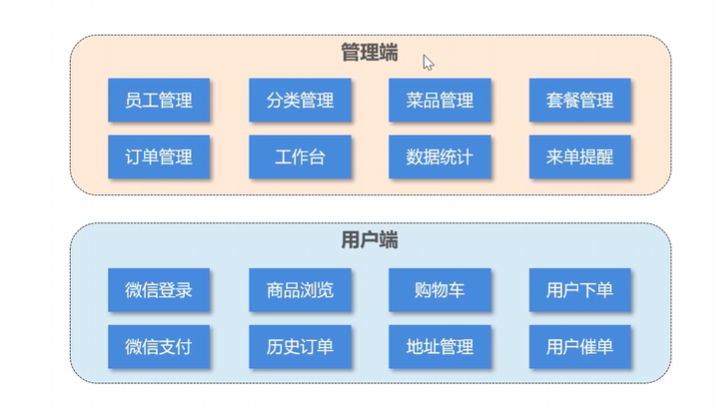 管理端
员工管理 分类管理 菜品管理 套餐管理
订单管理 工作台 数据统计 来单提醒
用户端
微信登录 商品浏览 购物车 用户下单
微信支付 历史订单 地址管理 用户催单